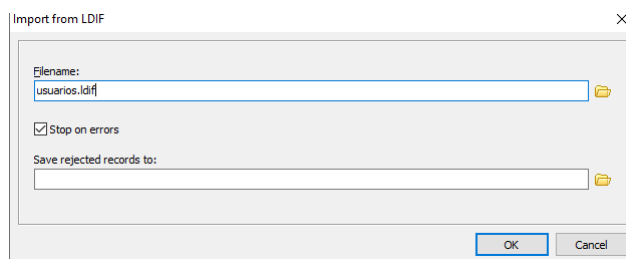 Import from LDIF
Filename:
usuarios.ldif
Stop on errors
Save rejected records to:
OK
Cancel